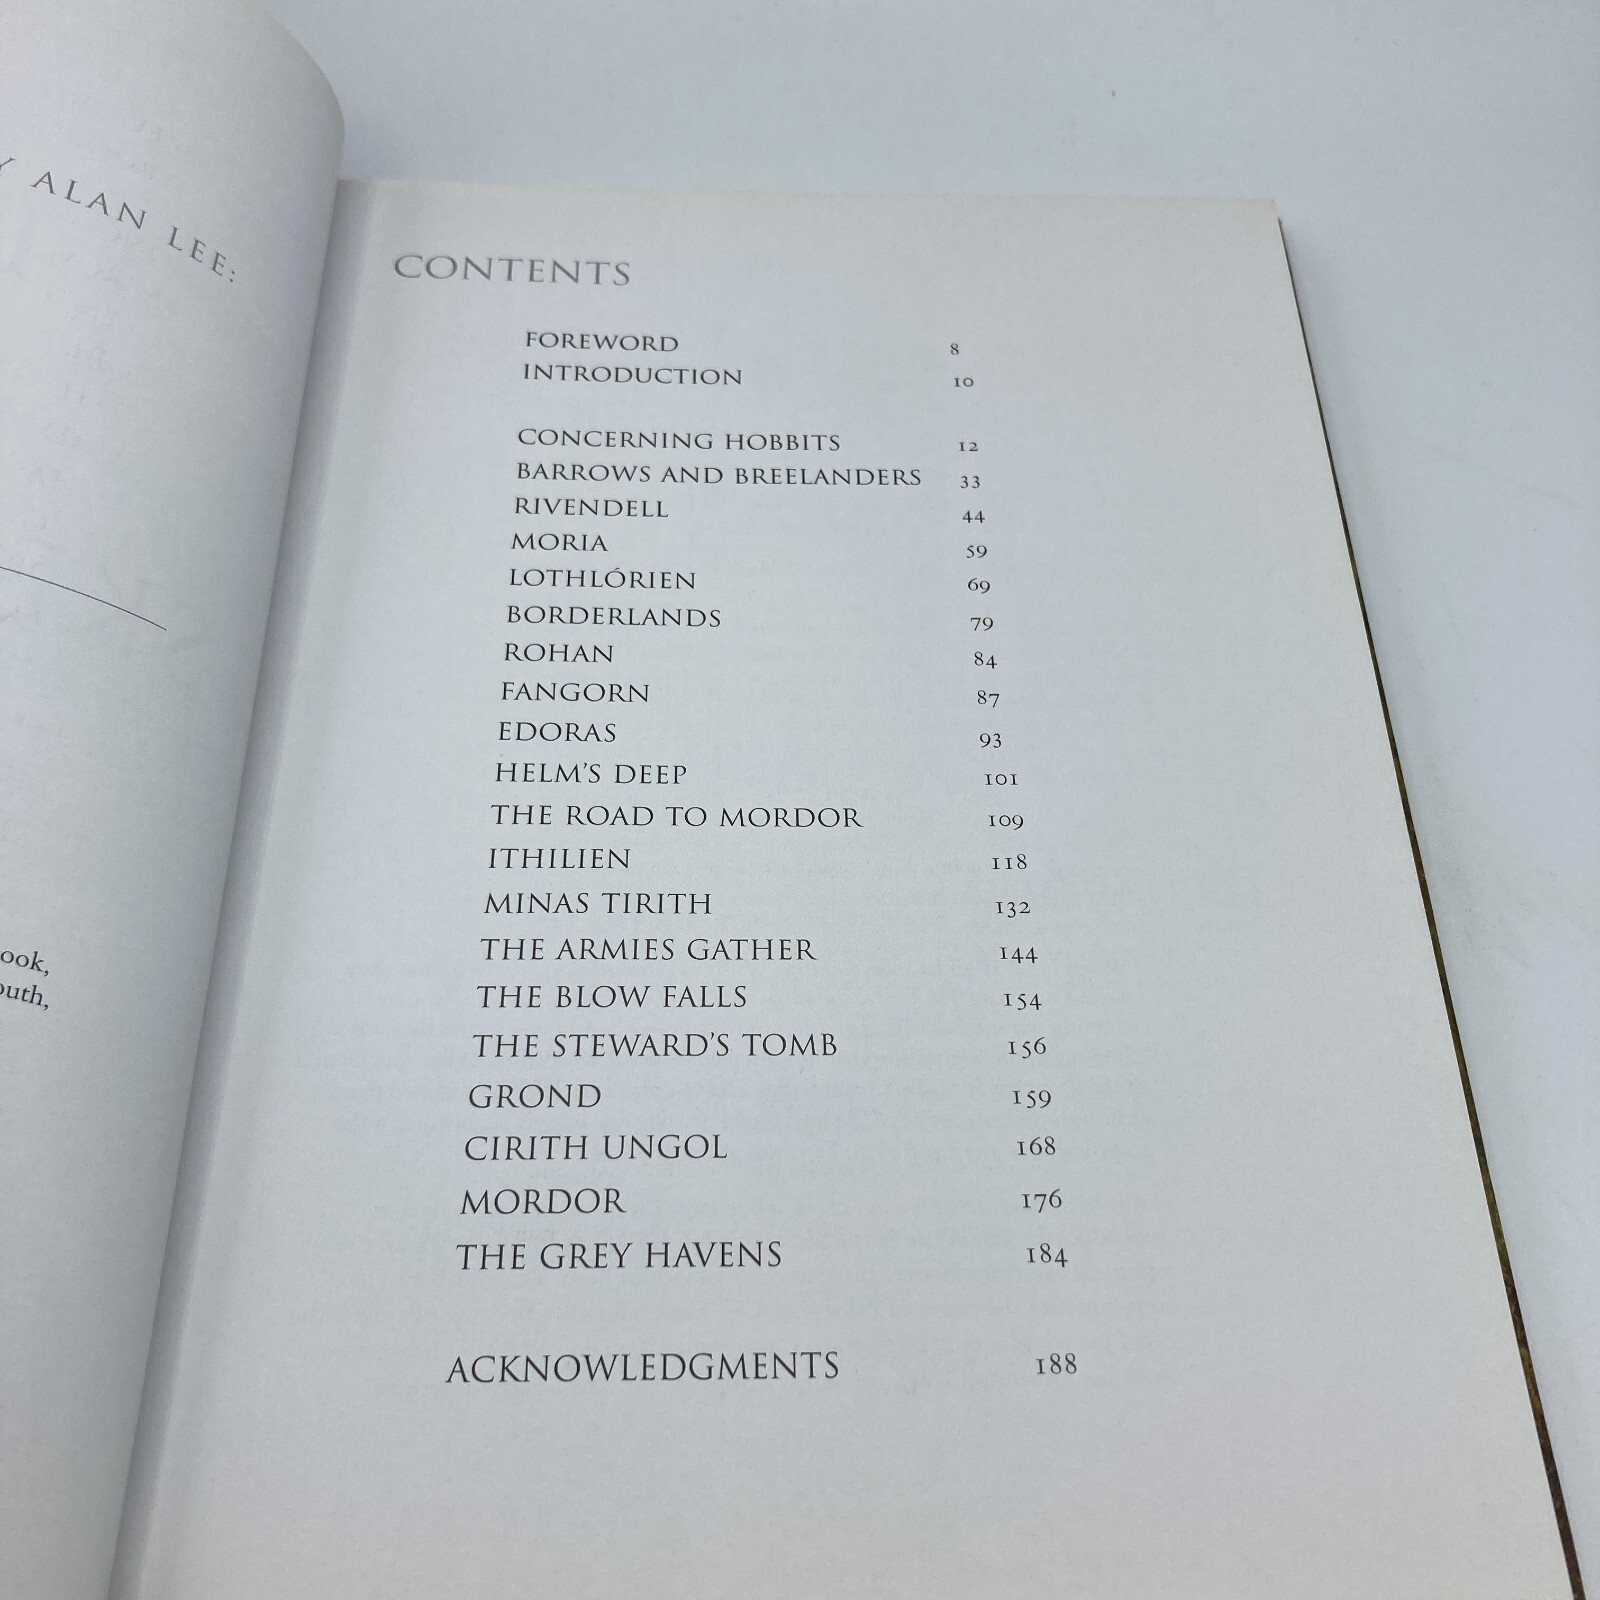 Y ALAN LEE:
ook,
outh,
CONTENTS
FOREWORD 8
INTRODUCTION 10
CONCERNING HOBBITS 12
BARROWS AND BREELANDERS 33
RIVENDELL 44
MORIA 59
LOTHLÓRIEN 69
BORDERLANDS 79
ROHAN 84
FANGORN 87
EDORAS 93
HELM'S DEEP 101
THE ROAD TO MORDOR 109
ITHILIEN 118
MINAS TIRITH 132
THE ARMIES GATHER 144
THE BLOW FALLS 154
THE STEWARD'S TOMB 156
GROND 159
CIRITH UNGOL 168
MORDOR 176
THE GREY HAVENS 184
ACKNOWLEDGMENTS 188